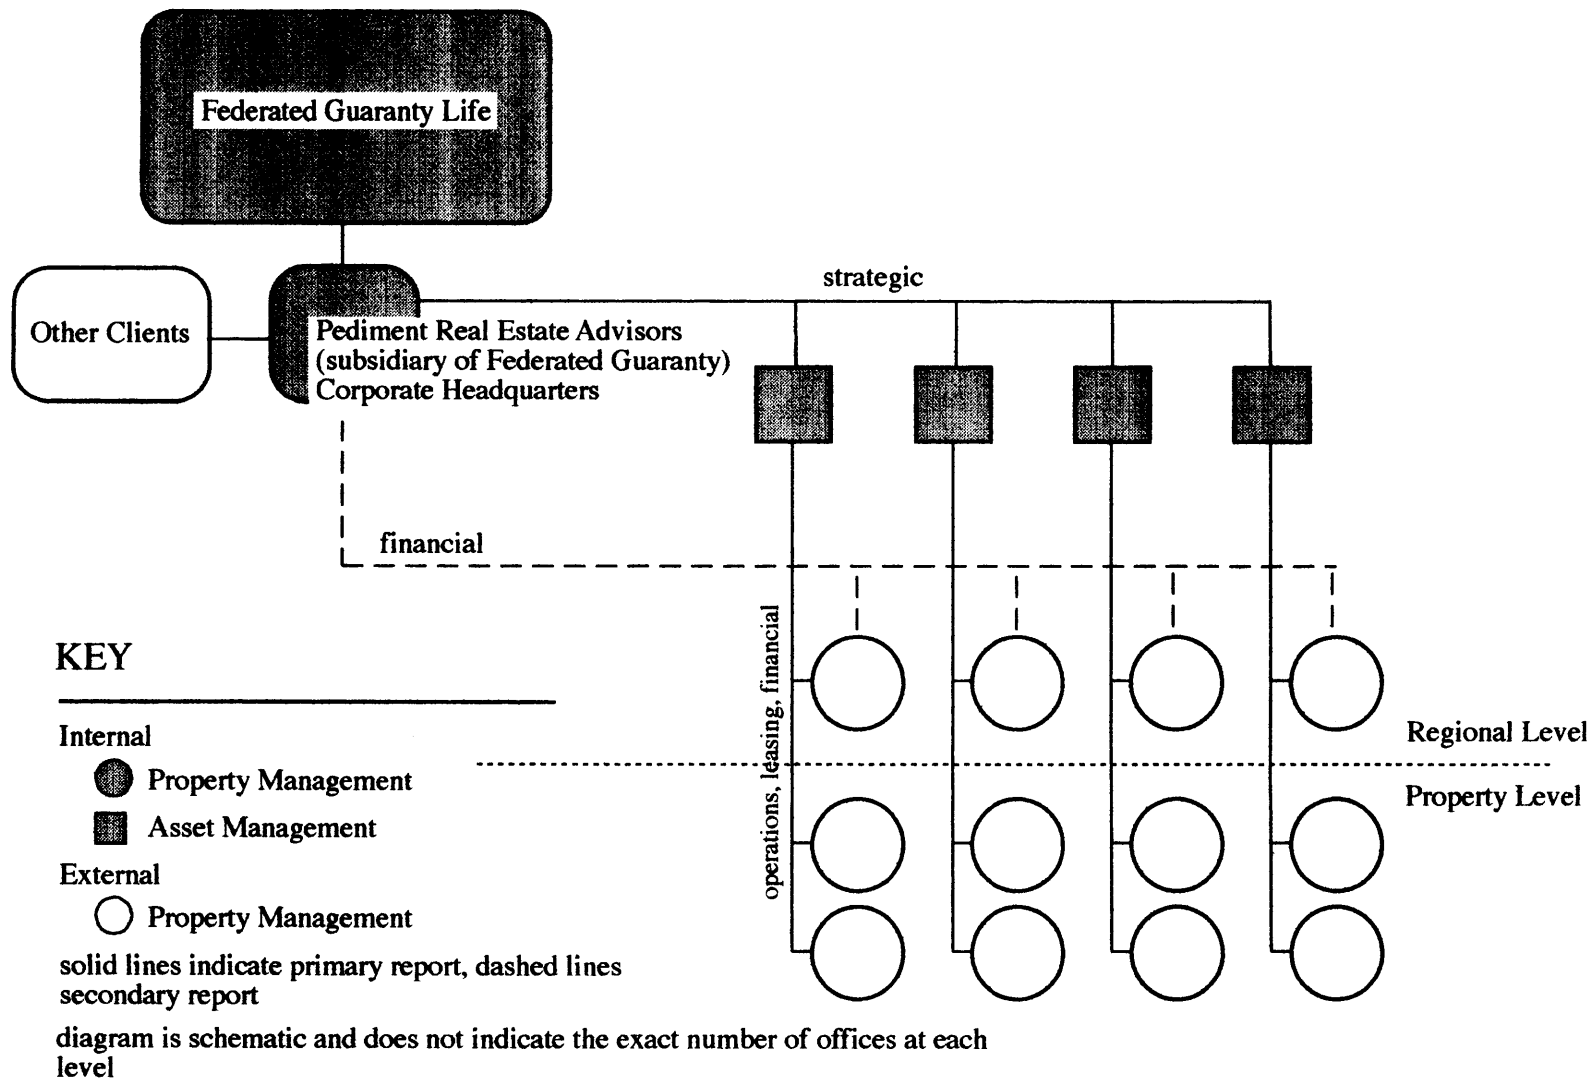 Federated Guaranty Life
strategic
Other Clients
Pediment Real Estate Advisors
(subsidiary of Federated Guaranty)
Corporate Headquarters
financial
operations, leasing, financial
KEY
Regional Level
Internal
Property Management
Property Level
Asset Management
External
Property Management
solid lines indicate primary report, dashed lines
secondary report
diagram is schematic and does not indicate the exact number of offices at each
level